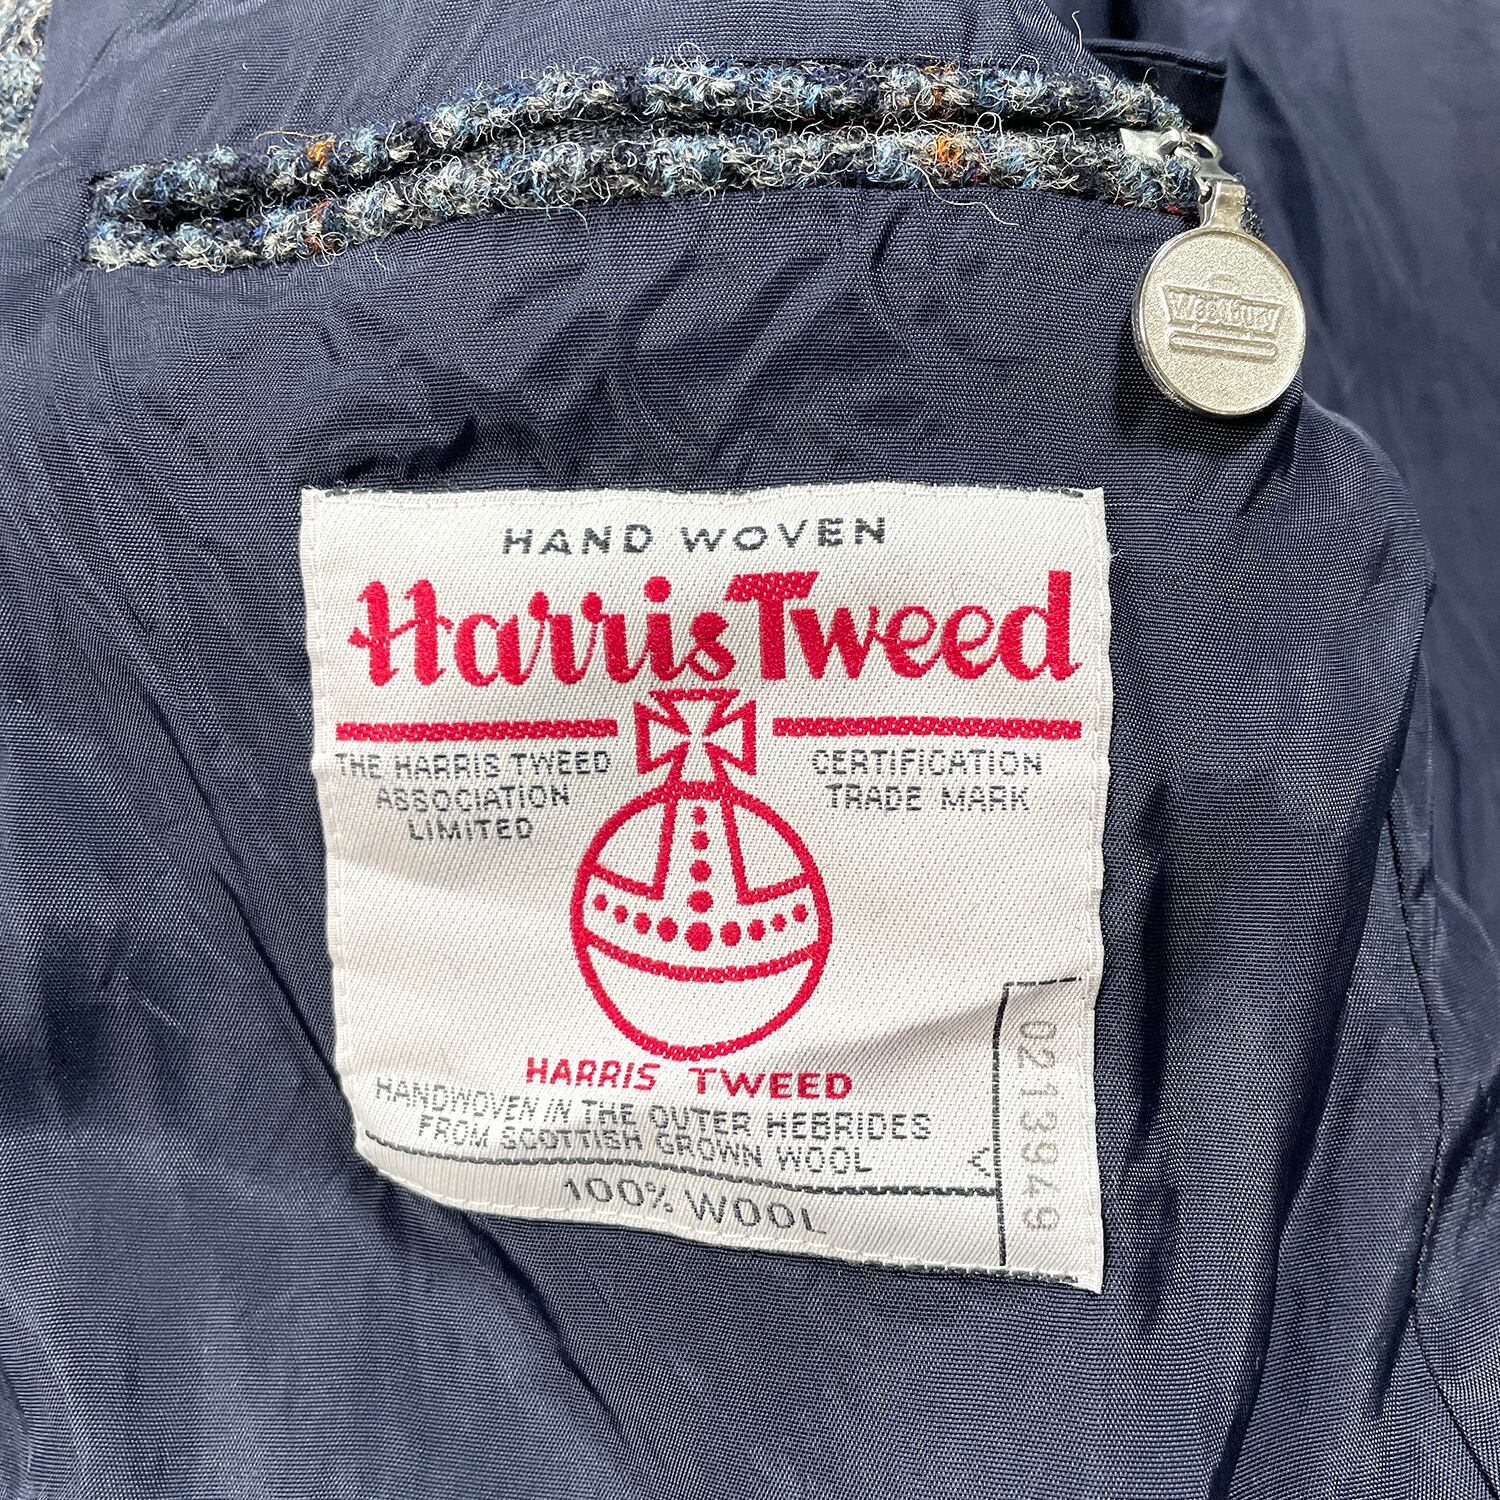 Westbury
HAND WOVEN
Harris Tweed
THE HARRIS TWEED
ASSOCIATION
LIMITED
CERTIFICATION
TRADE MARK
HARRIS TWEED
HANDWOVEN IN THE OUTER HEBRIDES
FROM SCOTTISH GROWN WOOL
100% WOOL
0213949